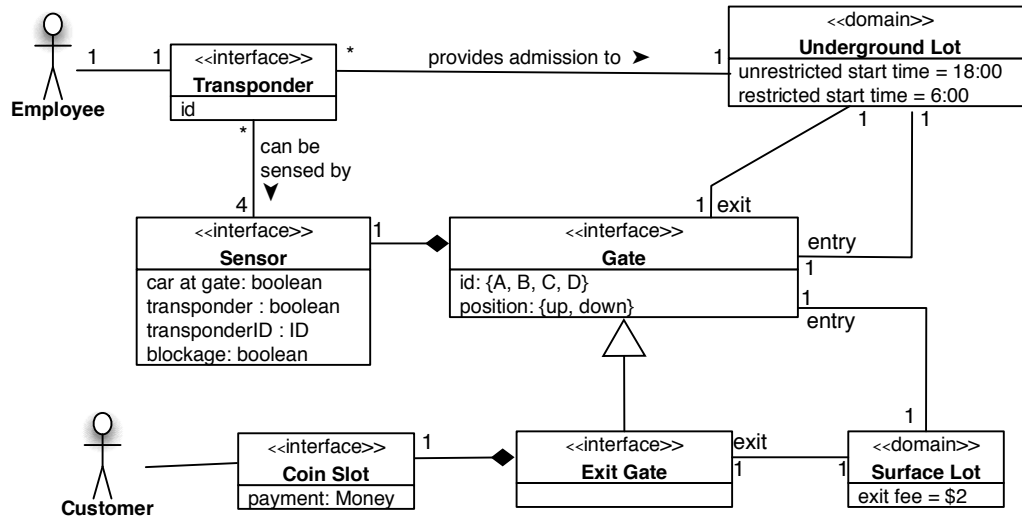 <<domain>>
Underground Lot
unrestricted start time = 18:00
restricted start time = 6:00
Employee
1
1
<<interface>>
Transponder
id
*
provides admission to ➤
1
*
can be
sensed by
4
1
1
1 exit
<<interface>>
Sensor
car at gate: boolean
transponder : boolean
transponderID : ID
blockage: boolean
1
<<interface>>
Gate
id: {A, B, C, D}
position: {up, down}
entry
1
1
entry
1
Customer
<<interface>>
Coin Slot
payment: Money
1
<<interface>>
Exit Gate
exit
1
1
<<domain>>
Surface Lot
exit fee = $2